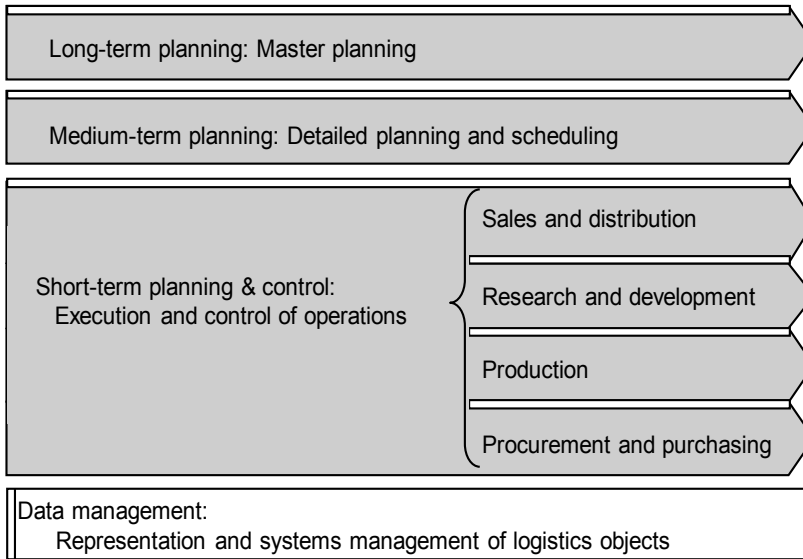 Long-term planning: Master planning
Medium-term planning: Detailed planning and scheduling
Short-term planning & control:
Execution and control of operations
Sales and distribution
Research and development
Production
Procurement and purchasing
Data management:
Representation and systems management of logistics objects